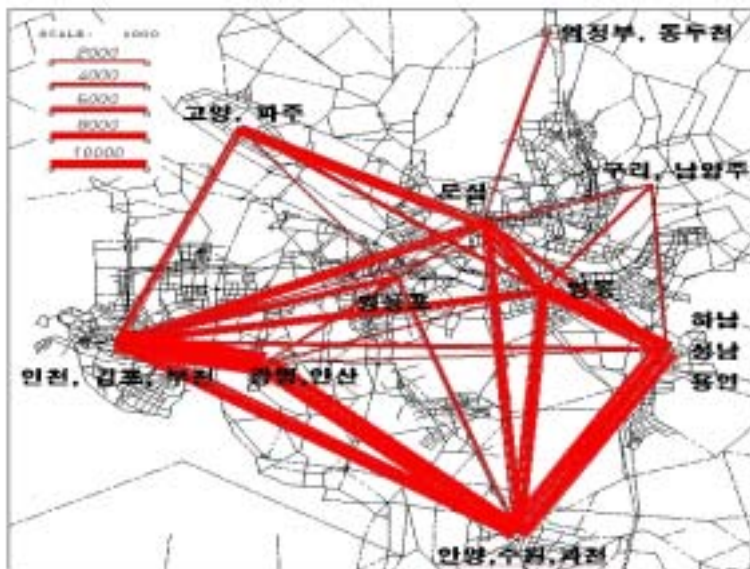 SCALE:
2000
4000
6000
8000
10000
의정부, 동두천
고양, 파주
구리, 남양주
도심
영등포
영동
하남
성남
용인
인천, 김포, 부천
광명,안산
안양,수원,과천